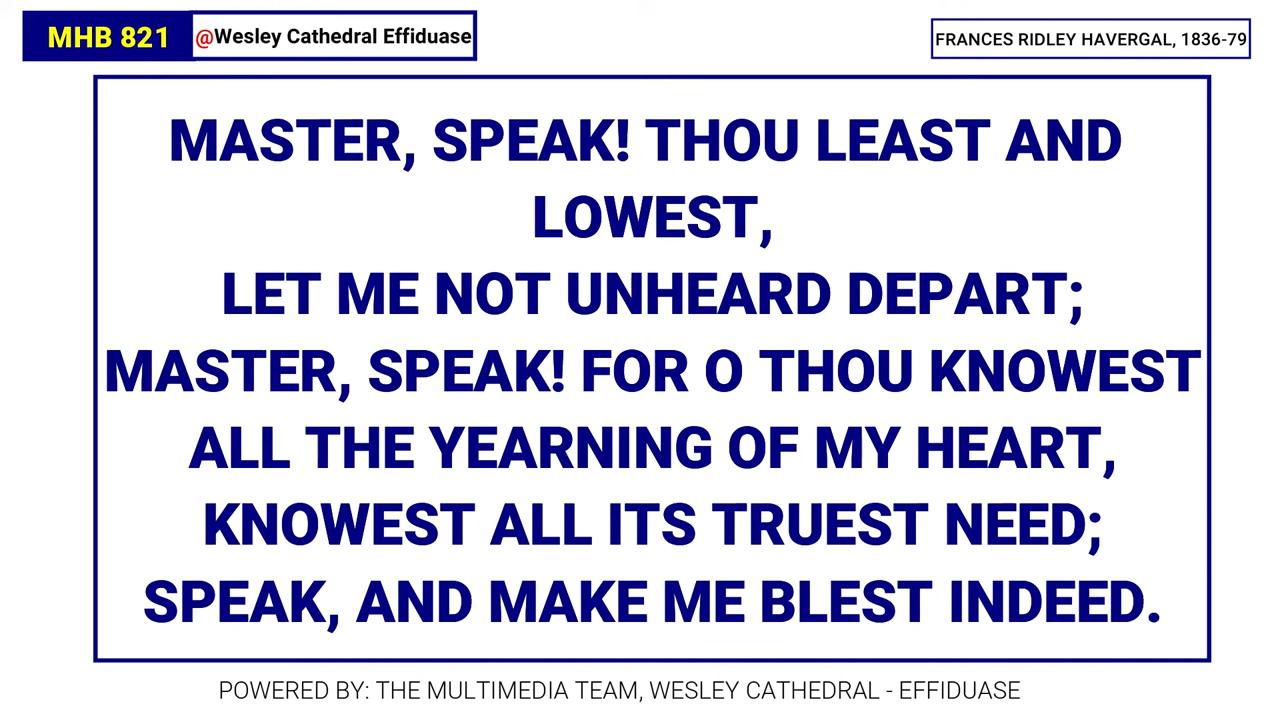 MHB 821
@Wesley Cathedral Effiduase
FRANCES RIDLEY HAVERGAL, 1836-79
MASTER, SPEAK! THOU LEAST AND
LOWEST,
LET ME NOT UNHEARD DEPART;
MASTER, SPEAK! FOR O THOU KNOWEST
ALL THE YEARNING OF MY HEART,
KNOWEST ALL ITS TRUEST NEED;
SPEAK, AND MAKE ME BLEST INDEED.
POWERED BY: THE MULTIMEDIA TEAM, WESLEY CATHEDRAL - EFFIDUASE